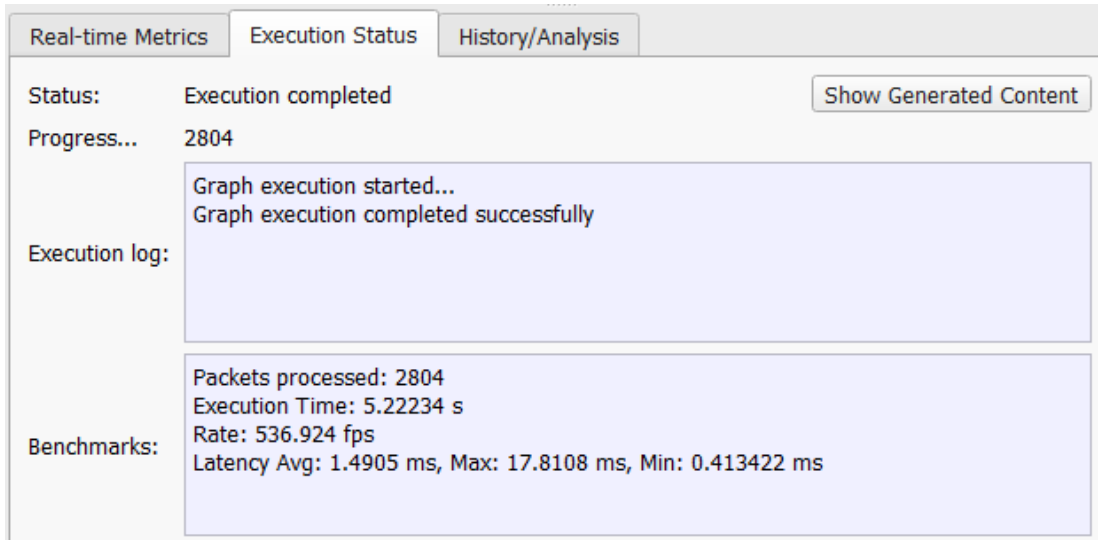 Real-time Metrics Execution Status History/Analysis
Status: Execution completed Show Generated Content
Progress... 2804
Execution log:
Graph execution started...
Graph execution completed successfully
Benchmarks:
Packets processed: 2804
Execution Time: 5.22234 s
Rate: 536.924 fps
Latency Avg: 1.4905 ms, Max: 17.8108 ms, Min: 0.413422 ms